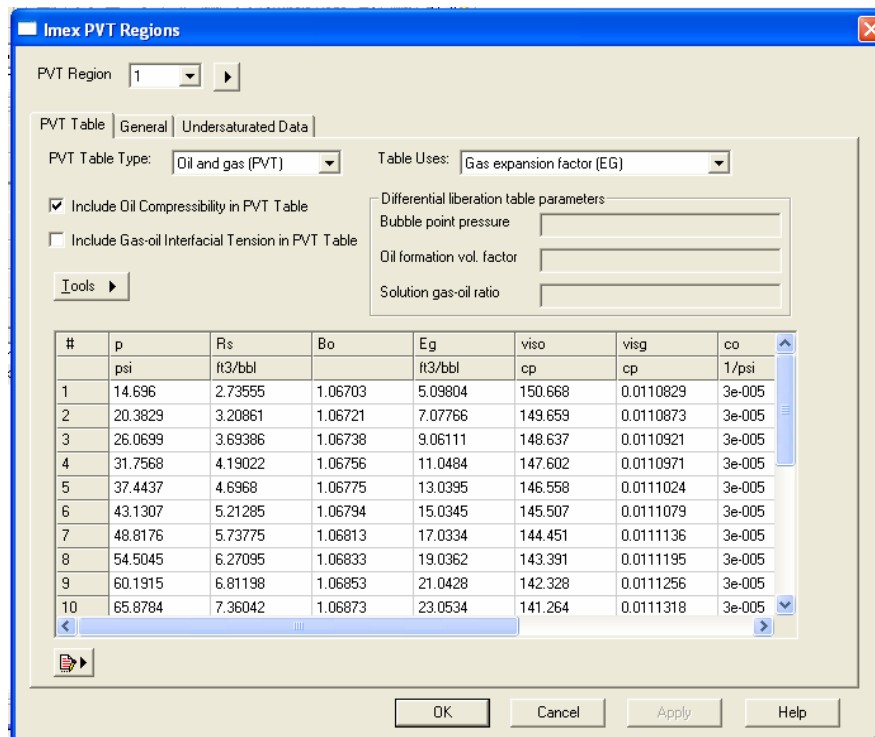 Imex PVT Regions
PVT Region 1
PVT Table General Undersaturated Data
PVT Table Type: Oil and gas (PVT) Table Uses: Gas expansion factor (EG)
Include Oil Compressibility in PVT Table
Include Gas-oil Interfacial Tension in PVT Table
Tools
Differential liberation table parameters
Bubble point pressure
Oil formation vol. factor
Solution gas-oil ratio
# p Rs Bo Eg viso visg co
psi ft3/bbl ft3/bbl cp cp 1/psi
1 14.696 2.73555 1.06703 5.09804 150.668 0.0110829 3e-005
2 20.3829 3.20861 1.06721 7.07766 149.659 0.0110873 3e-005
3 26.0699 3.69386 1.06738 9.06111 148.637 0.0110921 3e-005
4 31.7568 4.19022 1.06756 11.0484 147.602 0.0110971 3e-005
5 37.4437 4.6968 1.06775 13.0395 146.558 0.0111024 3e-005
6 43.1307 5.21285 1.06794 15.0345 145.507 0.0111079 3e-005
7 48.8176 5.73775 1.06813 17.0334 144.451 0.0111136 3e-005
8 54.5045 6.27095 1.06833 19.0362 143.391 0.0111195 3e-005
9 60.1915 6.81198 1.06853 21.0428 142.328 0.0111256 3e-005
10 65.8784 7.36042 1.06873 23.0534 141.264 0.0111318 3e-005
OK Cancel Apply Help